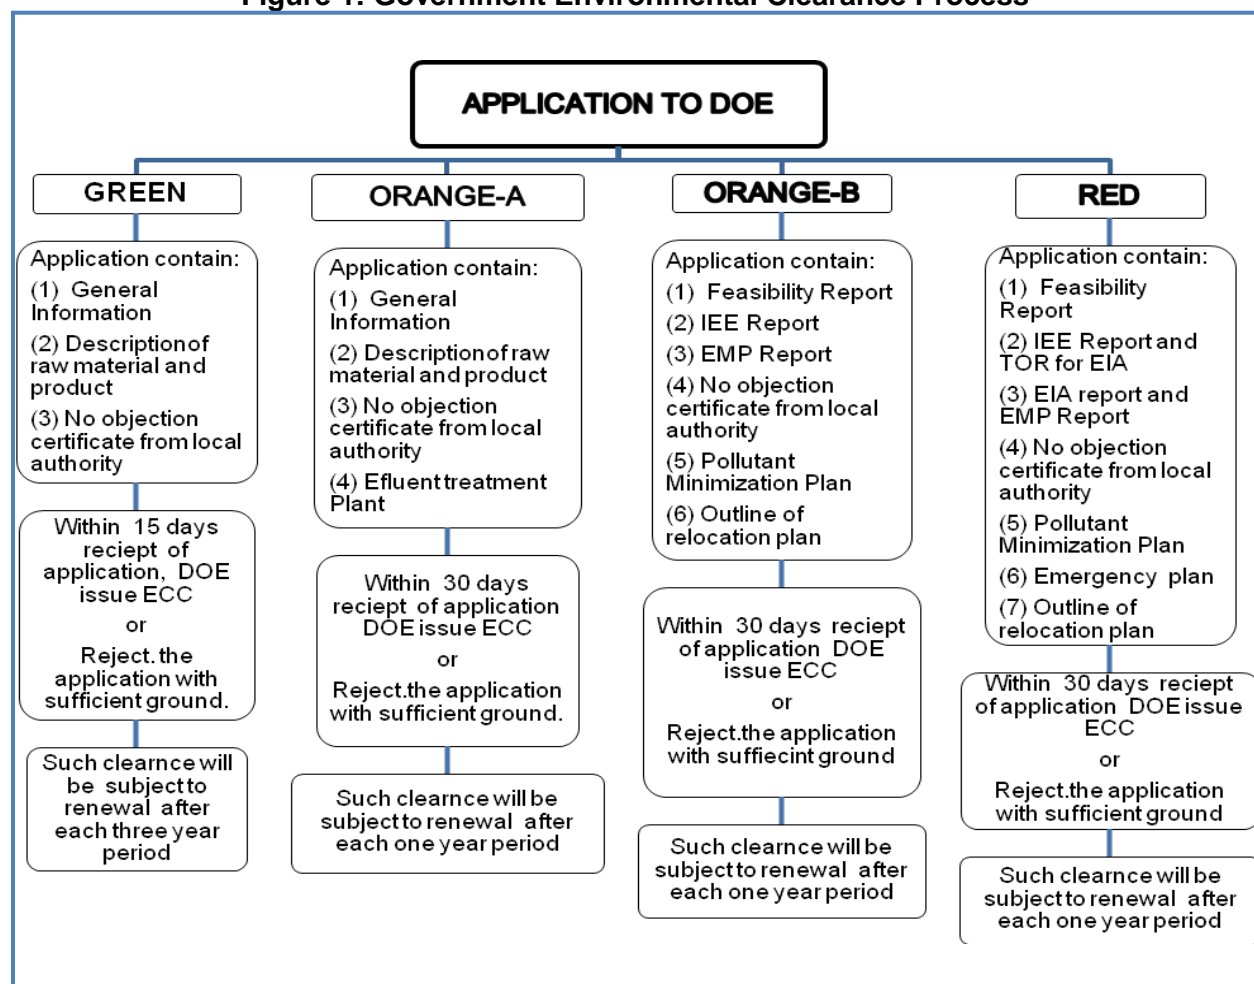 Figure 1: Government Environmental Clearance Process
APPLICATION TO DOE
GREEN
Application contain:
(1) General
Information
(2) Description of
raw material and
product
(3) No objection
certificate from local
authority
Within 15 days
reciept of
application, DOE
issue ECC
or
Reject. the
application with
sufficient ground.
Such clearnce will
be subject to
renewal after
each three year
period
ORANGE-A
Application contain:
(1) General
Information
(2) Description of raw
material and product
(3) No objection
certificate from local
authority
(4) Efluent treatment
Plant
Within 30 days
reciept of application
DOE issue ECC
or
Reject.the application
with sufficient ground.
Such clearnce will be
subject to renewal after
each one year period
ORANGE-B
Application contain:
(1) Feasibility Report
(2) IEE Report
(3) EMP Report
(4) No objection
certificate from local
authority
(5) Pollutant
Minimization Plan
(6) Outline of
relocation plan
Within 30 days reciept
of application DOE
issue ECC
or
Reject.the application
with suffiecint ground
Such clearnce will be
subject to renewal after
each one year period
RED
Application contain:
(1) Feasibility
Report
(2) IEE Report and
TOR for EIA
(3) EIA report and
EMP Report
(4) No objection
certificate from local
authority
(5) Pollutant
Minimization Plan
(6) Emergency plan
(7) Outline of
relocation plan
Within 30 days reciept
of application DOE issue
ECC
or
Reject.the application
with sufficient ground
Such clearnce will be
subject to renewal after
each one year period